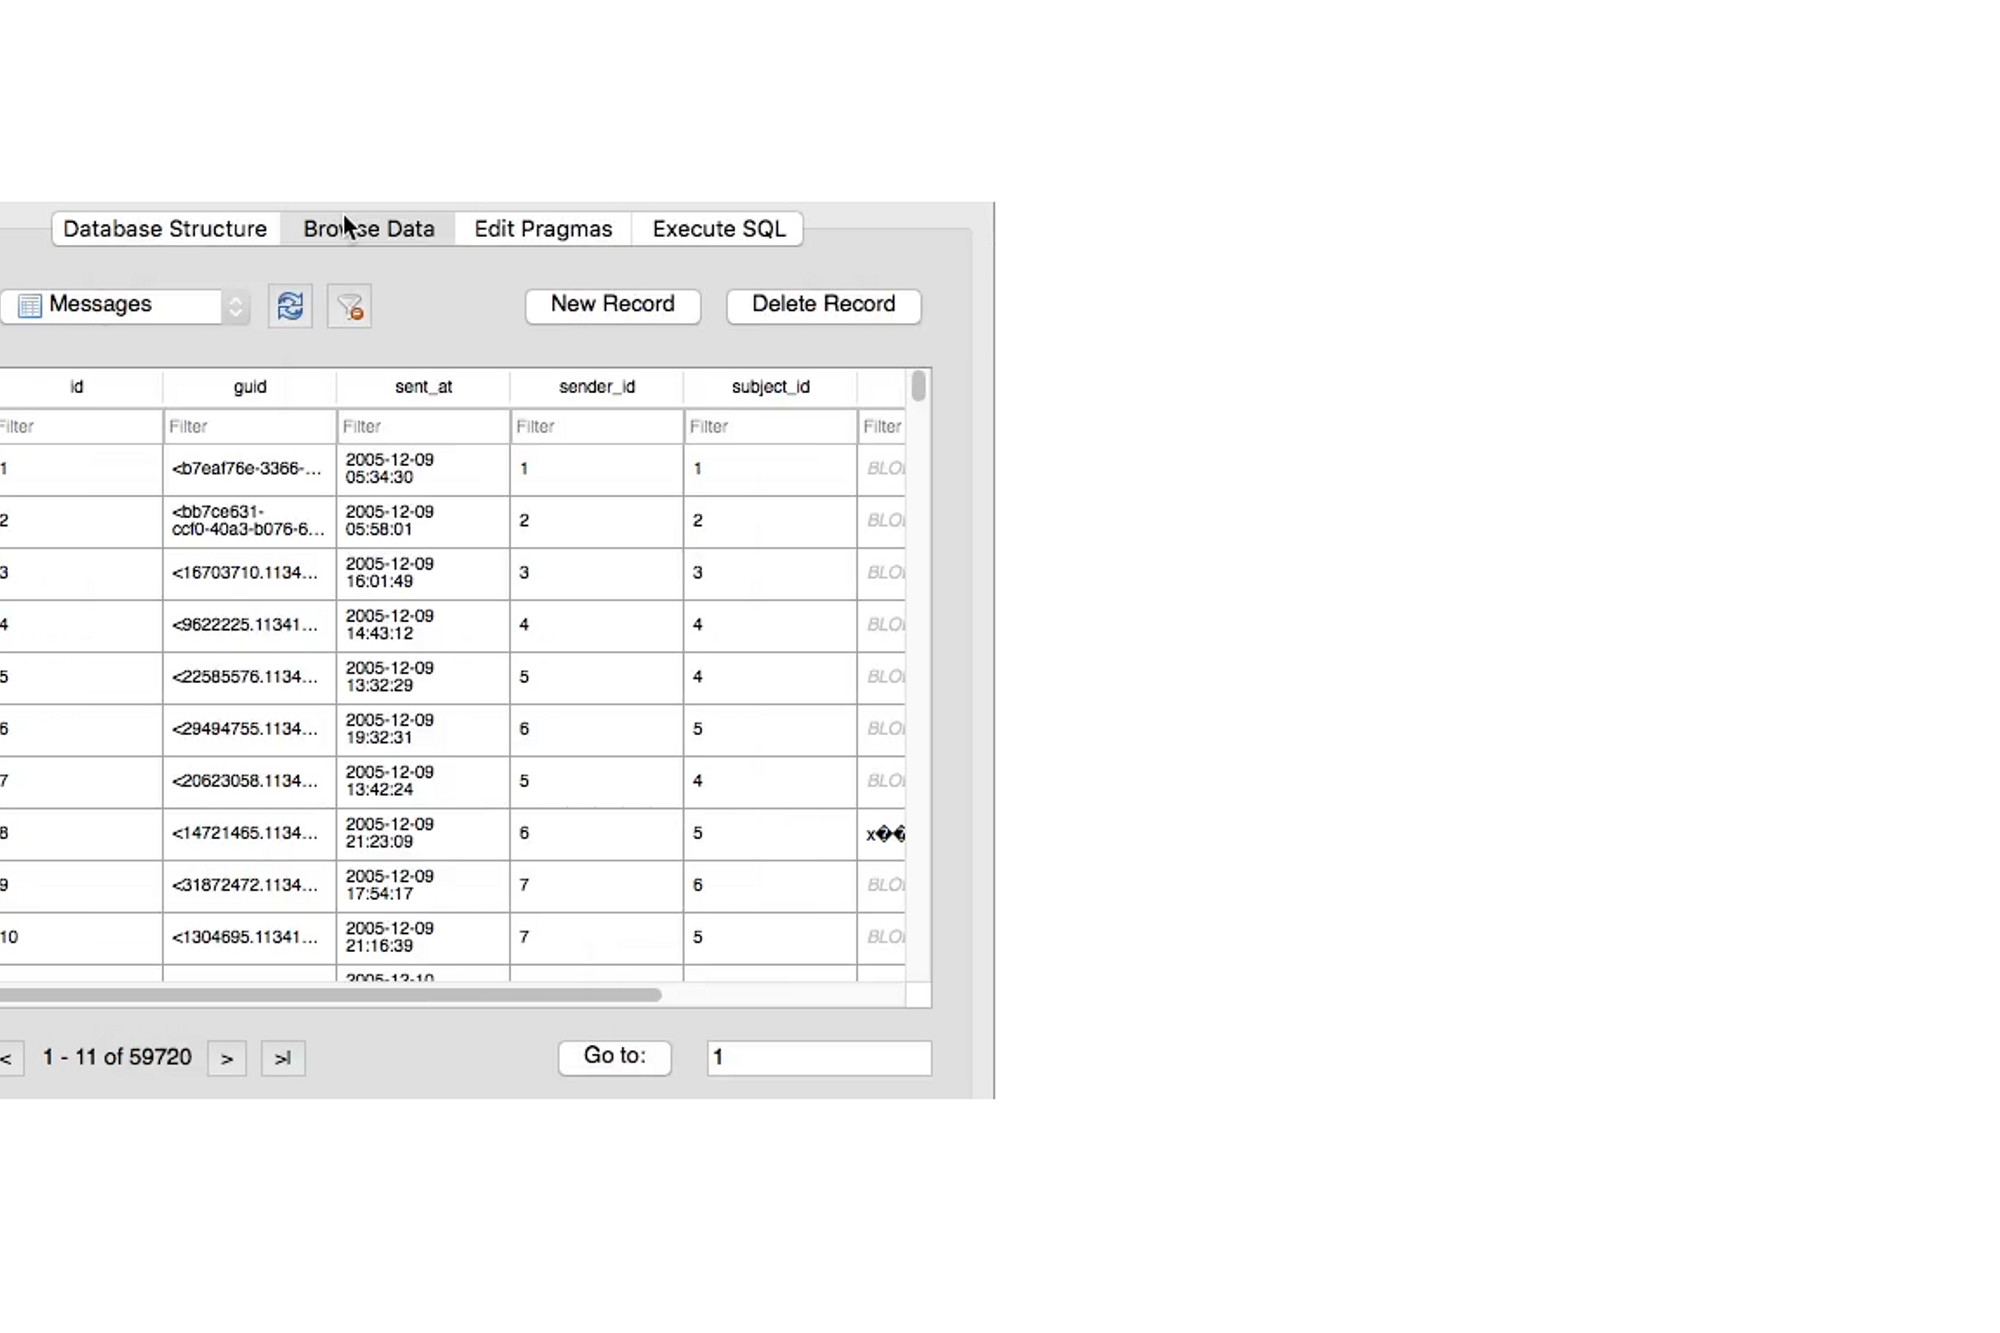 Database Structure Browse Data Edit Pragmas Execute SQL
Messages New Record Delete Record
id guid sent_at sender_id subject_id
Filter Filter Filter Filter Filter Filter
1 <b7eaf76e-3366-... 2005-12-09 05:34:30 1 1 BLO
2 <bb7ce631-ccf0-40a3-b076-6... 2005-12-09 05:58:01 2 2 BLO
3 <16703710.1134... 2005-12-09 16:01:49 3 3 BLO
4 <9622225.11341... 2005-12-09 14:43:12 4 4 BLO
5 <22585576.1134... 2005-12-09 13:32:29 5 4 BLO
6 <29494755.1134... 2005-12-09 19:32:31 6 5 BLO
7 <20623058.1134... 2005-12-09 13:42:24 5 4 BLO
8 <14721465.1134... 2005-12-09 21:23:09 6 5 x��
9 <31872472.1134... 2005-12-09 17:54:17 7 6 BLO
10 <1304695.11341... 2005-12-09 21:16:39 7 5 BLO
2005-12-10
< 1 - 11 of 59720 > >| Go to: 1